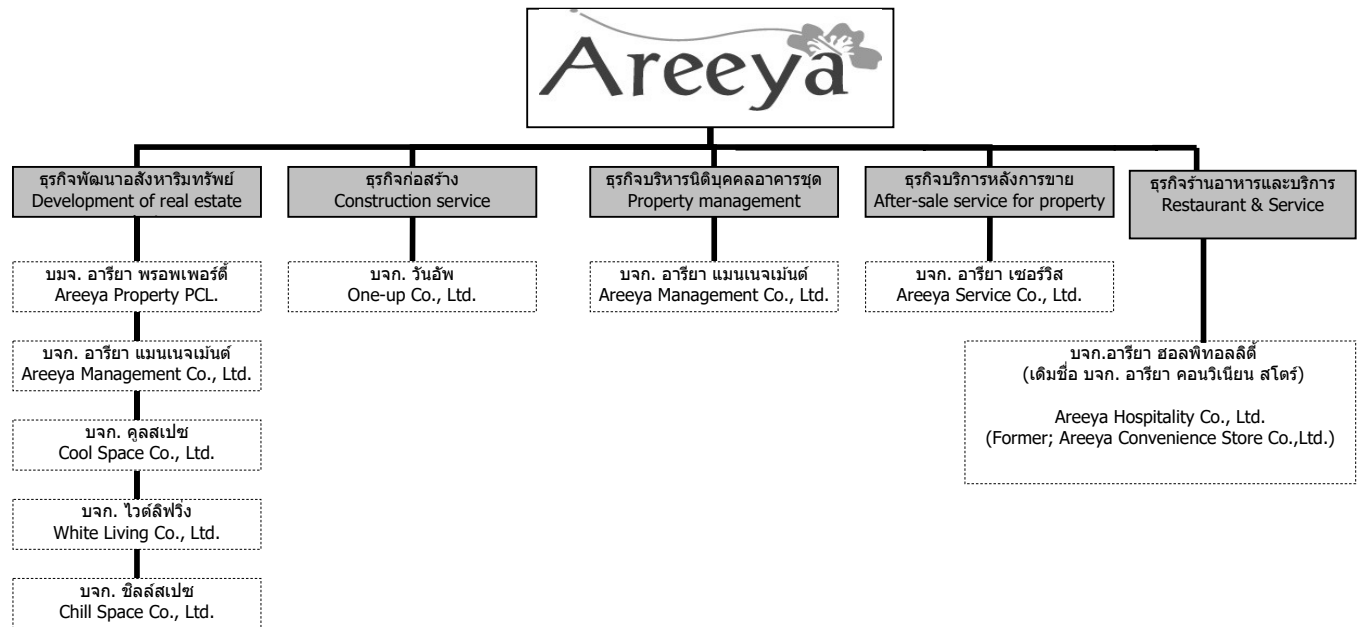 Areeya
ธุรกิจพัฒนาอสังหาริมทรัพย์
Development of real estate
ธุรกิจก่อสร้าง
Construction service
ธุรกิจบริหารนิติบุคคลอาคารชุด
Property management
ธุรกิจบริการหลังการขาย
After-sale service for property
ธุรกิจร้านอาหารและบริการ
Restaurant & Service
บมจ. อารียา พรอพเพอร์ตี้
Areeya Property PCL.
บจก. วันอัพ
One-up Co., Ltd.
บจก. อารียา แมนเนจเม้นต์
Areeya Management Co., Ltd.
บจก. อารียา เซอร์วิส
Areeya Service Co., Ltd.
บจก. อารียา แมนเนจเม้นต์
Areeya Management Co., Ltd.
บจก.อารียา ฮอลพิทอลลิตี้
(เดิมชื่อ บจก. อารียา คอนวิเนียน สโตร์)
Areeya Hospitality Co., Ltd.
(Former; Areeya Convenience Store Co.,Ltd.)
บจก. คูลสเปซ
Cool Space Co., Ltd.
บจก. ไวต์ลิฟวิ่ง
White Living Co., Ltd.
บจก. ชิลล์สเปซ
Chill Space Co., Ltd.